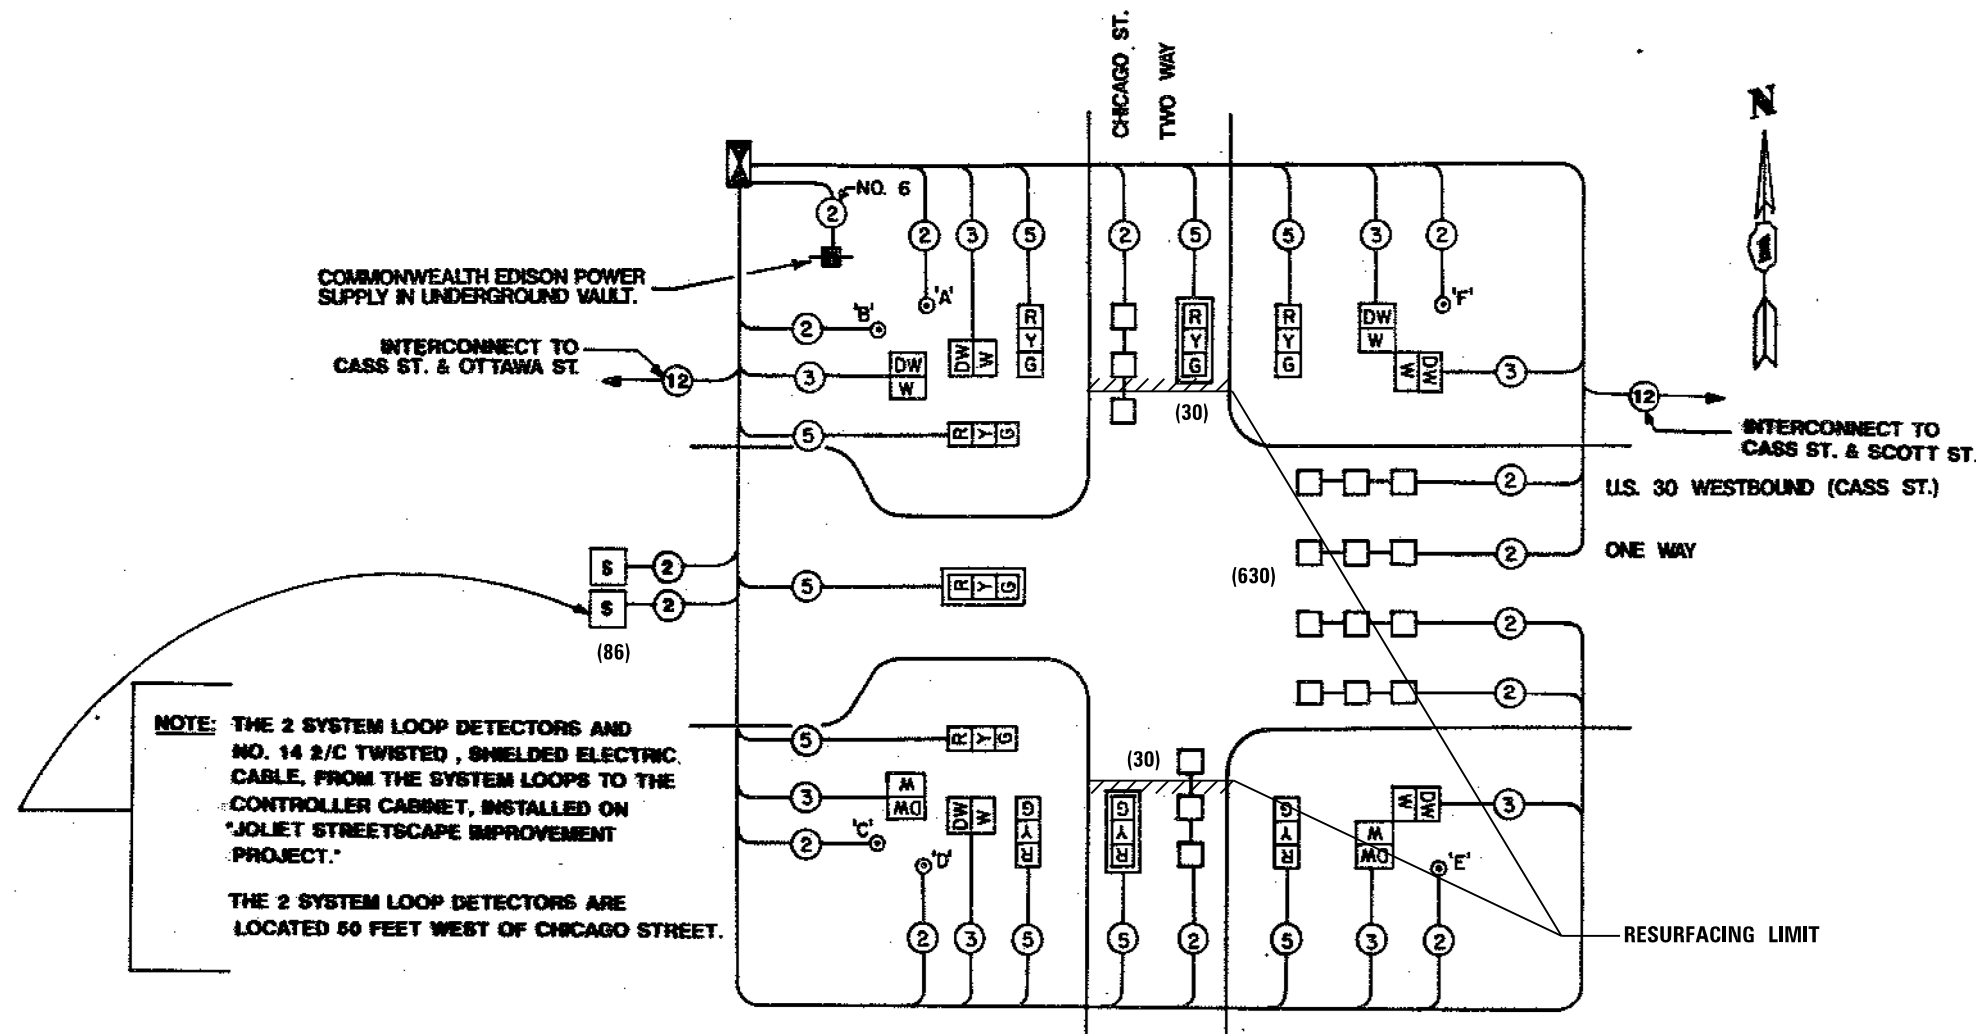 CHICAGO ST.
TWO WAY
N
NO. 6
2
2
3
5
2
5
5
3
2
COMMONWEALTH EDISON POWER
SUPPLY IN UNDERGROUND VAULT.
'A'
'B'
'F'
2
R
Y
G
R
Y
G
R
Y
G
DW
W
INTERCONNECT TO
CASS ST. & OTTAWA ST.
12
3
DW
W
DW
W
W
DW
3
12
(30)
INTERCONNECT TO
CASS ST. & SCOTT ST.
5
R Y G
2
U.S. 30 WESTBOUND (CASS ST.)
2
ONE WAY
S
2
S
2
(86)
5
R Y G
(630)
2
2
NOTE: THE 2 SYSTEM LOOP DETECTORS AND
NO. 14 2/C TWISTED , SHIELDED ELECTRIC
CABLE, FROM THE SYSTEM LOOPS TO THE
CONTROLLER CABINET, INSTALLED ON
"JOLIET STREETSCAPE IMPROVEMENT
PROJECT."
THE 2 SYSTEM LOOP DETECTORS ARE
LOCATED 50 FEET WEST OF CHICAGO STREET.
5
R Y G
(30)
3
W
DW
DW
W
G
Y
R
G
Y
R
G
Y
R
W
DW
3
2
'C'
'D'
W
DW
'E'
2
3
5
5
2
5
3
2
RESURFACING LIMIT